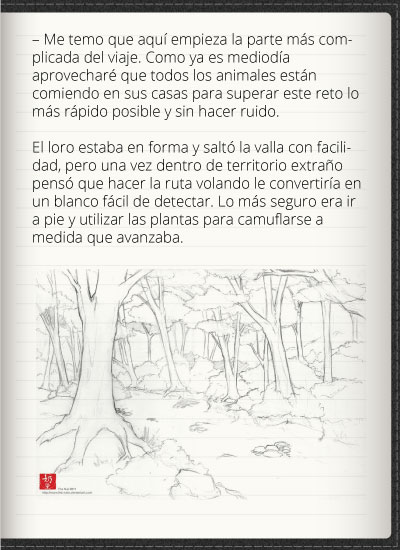 – Me temo que aquí empieza la parte más com-
plicada del viaje. Como ya es mediodía
aprovecharé que todos los animales están
comiendo en sus casas para superar este reto lo
más rápido posible y sin hacer ruido.
El loro estaba en forma y saltó la valla con facili-
dad, pero una vez dentro de territorio extraño
pensó que hacer la ruta volando le convertiría en
un blanco fácil de detectar. Lo más seguro era ir
a pie y utilizar las plantas para camuflarse a
medida que avanzaba.